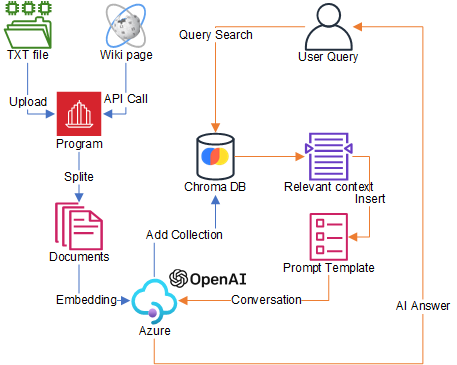 TXT file
Wiki page
Query Search
User Query
Upload
API Call
Program
Splite
Chroma DB
Relevant context
Insert
Documents
Add Collection
Prompt Template
OpenAI
Embedding
Conversation
AI Answer
Azure